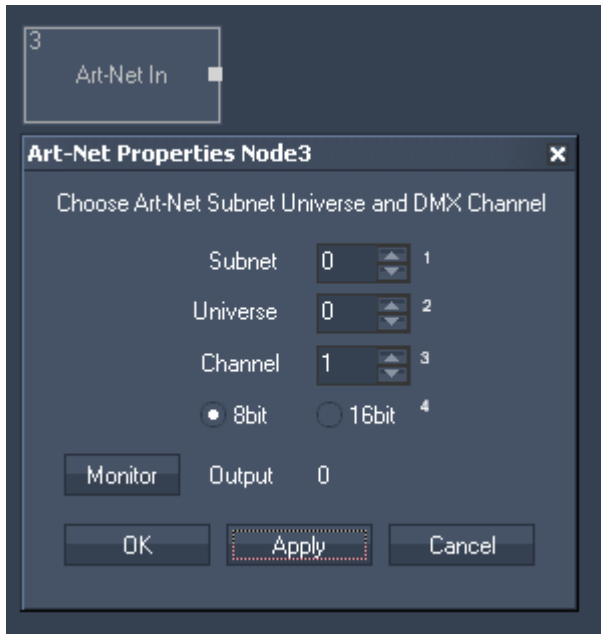 3
Art-Net In
Art-Net Properties Node3
Choose Art-Net Subnet Universe and DMX Channel
Subnet 0 1
Universe 0 2
Channel 1 3
8bit 16bit 4
Monitor Output 0
OK Apply Cancel